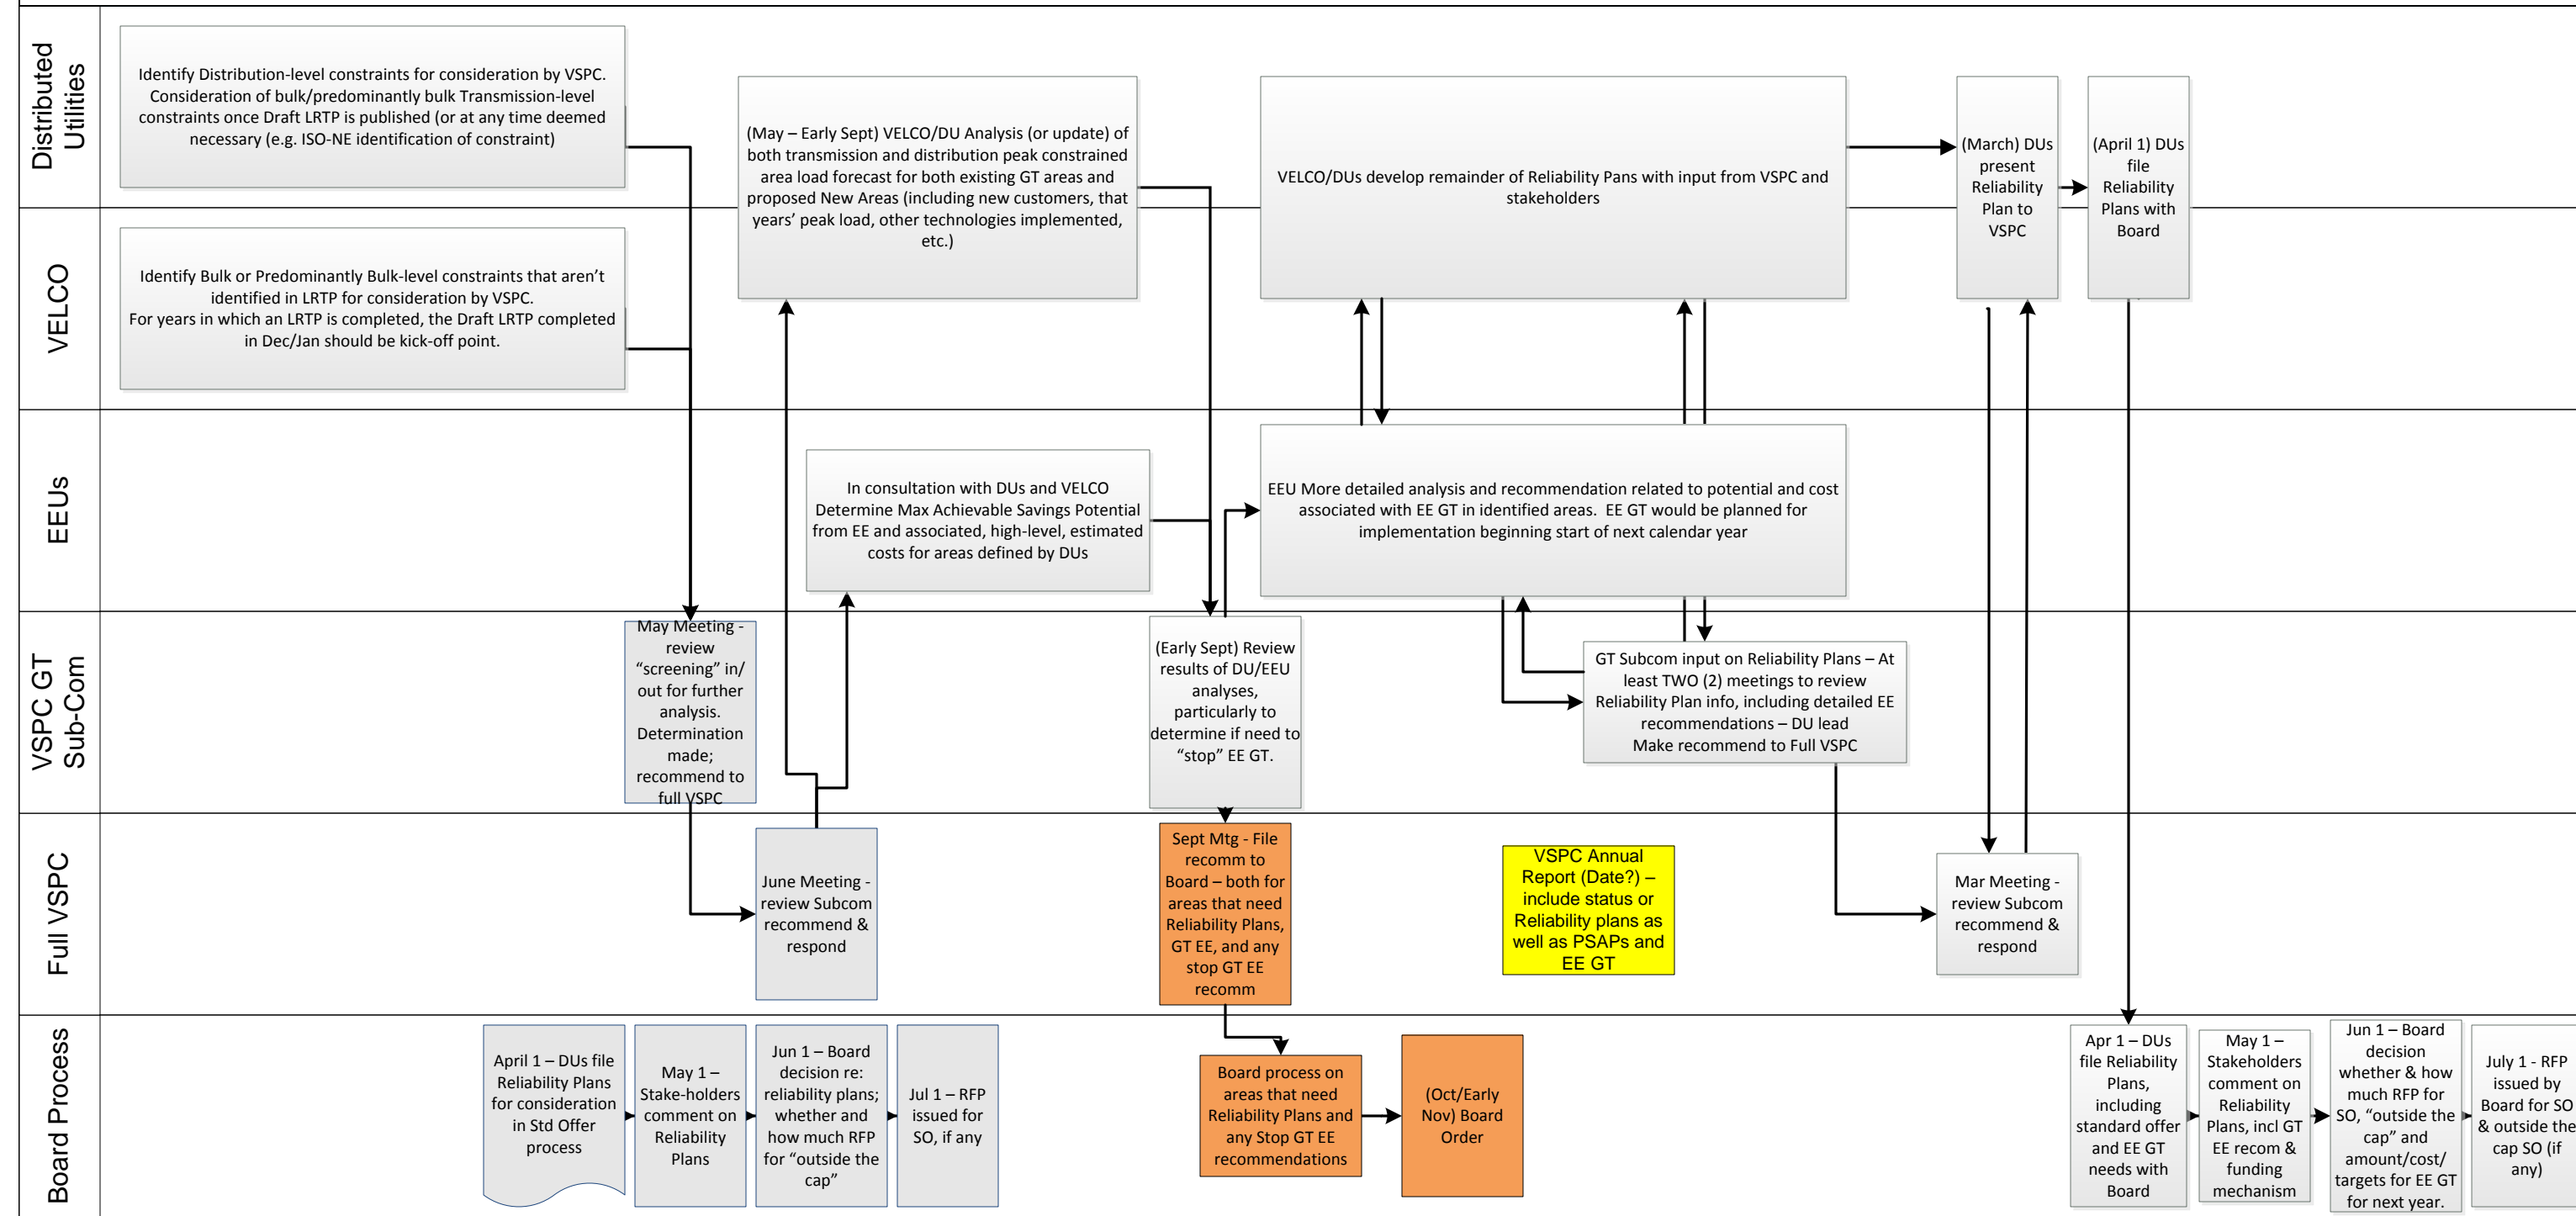 Distributed
Utilities
Identify Distribution-level constraints for consideration by VSPC.
Consideration of bulk/predominantly bulk Transmission-level
constraints once Draft LRTP is published (or at any time deemed
necessary (e.g. ISO-NE identification of constraint)
(May – Early Sept) VELCO/DU Analysis (or update) of
both transmission and distribution peak constrained
area load forecast for both existing GT areas and
proposed New Areas (including new customers, that
years’ peak load, other technologies implemented,
etc.)
VELCO/DUs develop remainder of Reliability Pans with input from VSPC and
stakeholders
(March) DUs
present
Reliability
Plan to
VSPC
(April 1) DUs
file
Reliability
Plans with
Board
VELCO
Identify Bulk or Predominantly Bulk-level constraints that aren’t
identified in LRTP for consideration by VSPC.
For years in which an LRTP is completed, the Draft LRTP completed
in Dec/Jan should be kick-off point.
EEUs
In consultation with DUs and VELCO
Determine Max Achievable Savings Potential
from EE and associated, high-level, estimated
costs for areas defined by DUs
EEU More detailed analysis and recommendation related to potential and cost
associated with EE GT in identified areas.  EE GT would be planned for
implementation beginning start of next calendar year
VSPC GT
Sub-Com
May Meeting -
review
“screening” in/
out for further
analysis.
Determination
made;
recommend to
full VSPC
(Early Sept) Review
results of DU/EEU
analyses,
particularly to
determine if need to
“stop” EE GT.
GT Subcom input on Reliability Plans – At
least TWO (2) meetings to review
Reliability Plan info, including detailed EE
recommendations – DU lead
Make recommend to Full VSPC
Full VSPC
June Meeting -
review Subcom
recommend &
respond
Sept Mtg - File
recomm to
Board – both for
areas that need
Reliability Plans,
GT EE, and any
stop GT EE
recomm
VSPC Annual
Report (Date?) –
include status or
Reliability plans as
well as PSAPs and
EE GT
Mar Meeting -
review Subcom
recommend &
respond
Board Process
April 1 – DUs file
Reliability Plans
for consideration
in Std Offer
process
May 1 –
Stake-holders
comment on
Reliability
Plans
Jun 1 – Board
decision re:
reliability plans;
whether and
how much RFP
for “outside the
cap”
Jul 1 – RFP
issued for
SO, if any
Board process on
areas that need
Reliability Plans and
any Stop GT EE
recommendations
(Oct/Early
Nov) Board
Order
Apr 1 – DUs
file Reliability
Plans,
including
standard offer
and EE GT
needs with
Board
May 1 –
Stakeholders
comment on
Reliability
Plans, incl GT
EE recom &
funding
mechanism
Jun 1 – Board
decision
whether & how
much RFP for
SO, “outside the
cap” and
amount/cost/
targets for EE GT
for next year.
July 1 - RFP
issued by
Board for SO
& outside the
cap SO (if
any)